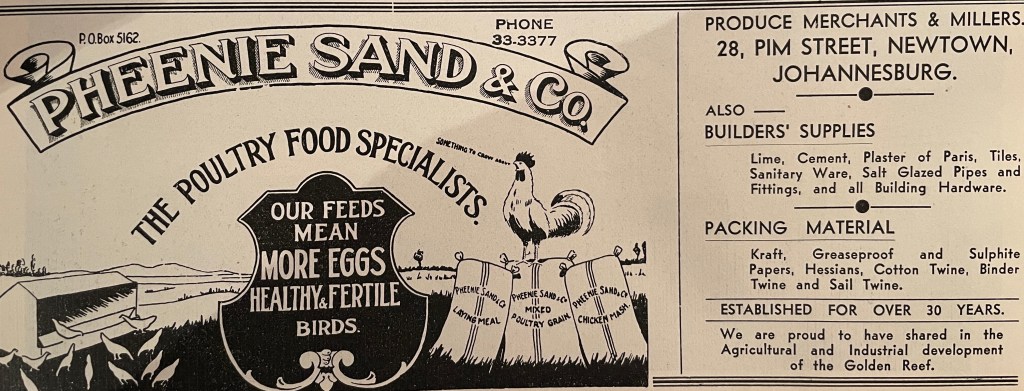 P.O. Box 5162.
PHONE
33-3377
PHEENIE SAND & CO.
THE POULTRY FOOD SPECIALISTS.
SOMETHING TO CROW ABOUT
OUR FEEDS
MEAN
MORE EGGS
HEALTHY & FERTILE
BIRDS.
PHEENIE SAND & CO
LAYING MEAL
PHEENIE SAND & CO
MIXED
POULTRY GRAIN
PHEENIE SAND & CO
CHICKEN MASH.
PRODUCE MERCHANTS & MILLERS.
28, PIM STREET, NEWTOWN,
JOHANNESBURG.
ALSO —
BUILDERS' SUPPLIES
Lime, Cement, Plaster of Paris, Tiles,
Sanitary Ware, Salt Glazed Pipes and
Fittings, and all Building Hardware.
PACKING MATERIAL
Kraft, Greaseproof and Sulphite
Papers, Hessians, Cotton Twine, Binder
Twine and Sail Twine.
ESTABLISHED FOR OVER 30 YEARS.
We are proud to have shared in the
Agricultural and Industrial development
of the Golden Reef.